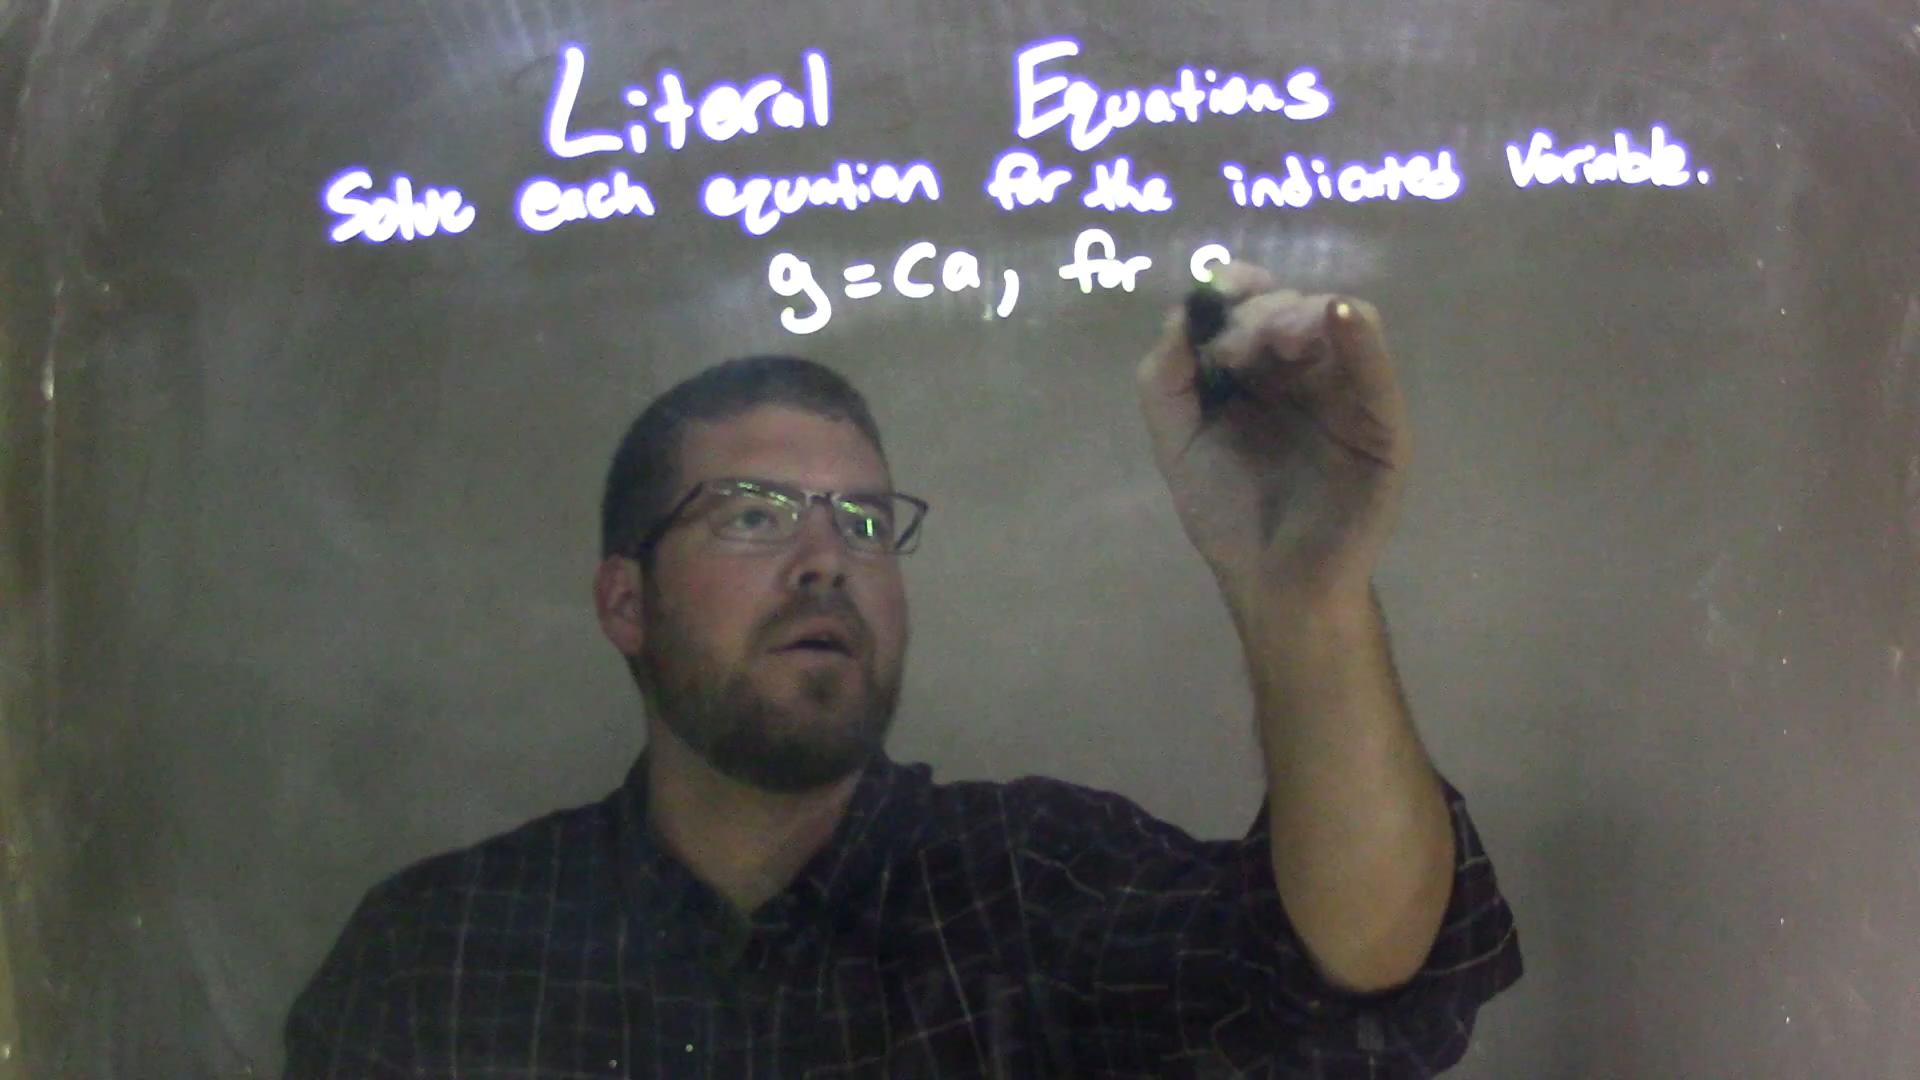 Literal Equations
Solve each equation for the indicated variable.
g = ca, for